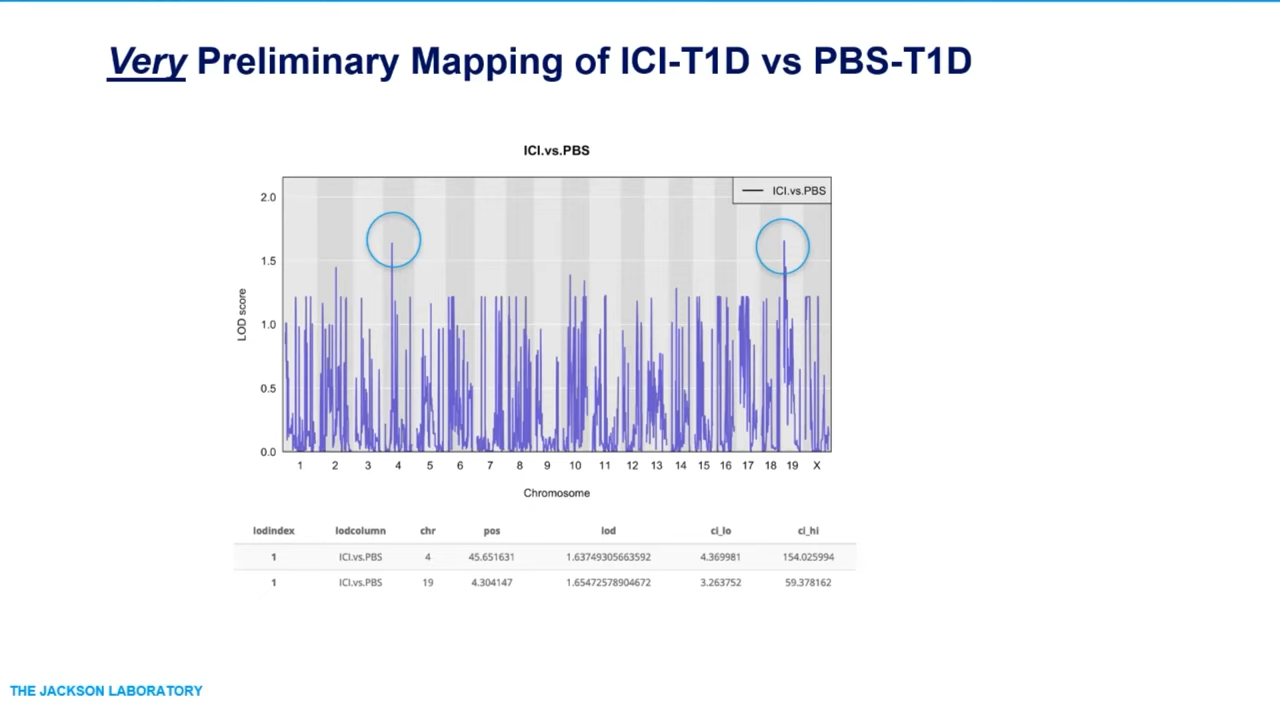 Very Preliminary Mapping of ICI-T1D vs PBS-T1D
ICI.vs.PBS
ICI.vs.PBS
2.0
1.5
1.0
0.5
0.0
LOD score
1 2 3 4 5 6 7 8 9 10 11 12 13 14 15 16 17 18 19 X
Chromosome
lodindex lodcolumn chr pos lod ci_lo ci_hi
1 ICI.vs.PBS 4 45.651631 1.63749305663592 4.369981 154.025994
1 ICI.vs.PBS 19 4.304147 1.65472578904672 3.263752 59.378162
THE JACKSON LABORATORY